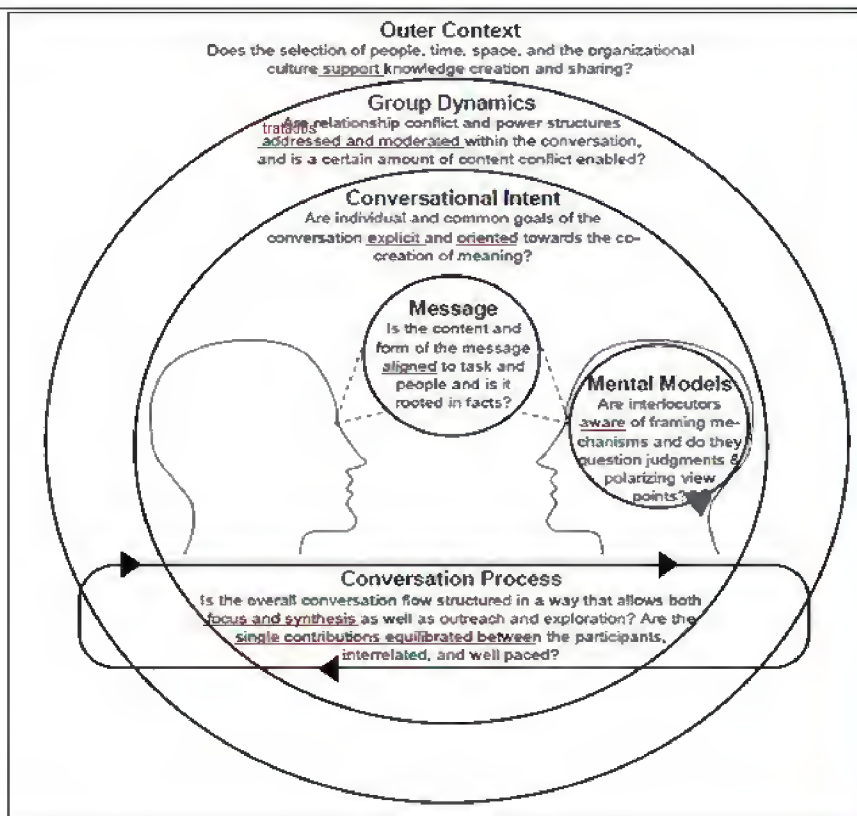 Outer Context
Does the selection of people, time, space, and the organizational
culture support knowledge creation and sharing?
Group Dynamics
Are relationship conflict and power structures
tratados
addressed and moderated within the conversation,
and is a certain amount of content conflict enabled?
Conversational Intent
Are individual and common goals of the
conversation explicit and oriented towards the co-
creation of meaning?
Message
Is the content and
form of the message
aligned to task and
people and is it
rooted in facts?
Mental Models
Are interlocutors
aware of framing me-
chanisms and do they
question judgments &
polarizing view
points?
Conversation Process
Is the overall conversation flow structured in a way that allows both
focus and synthesis as well as outreach and exploration? Are the
single contributions equilibrated between the participants,
interrelated, and well paced?